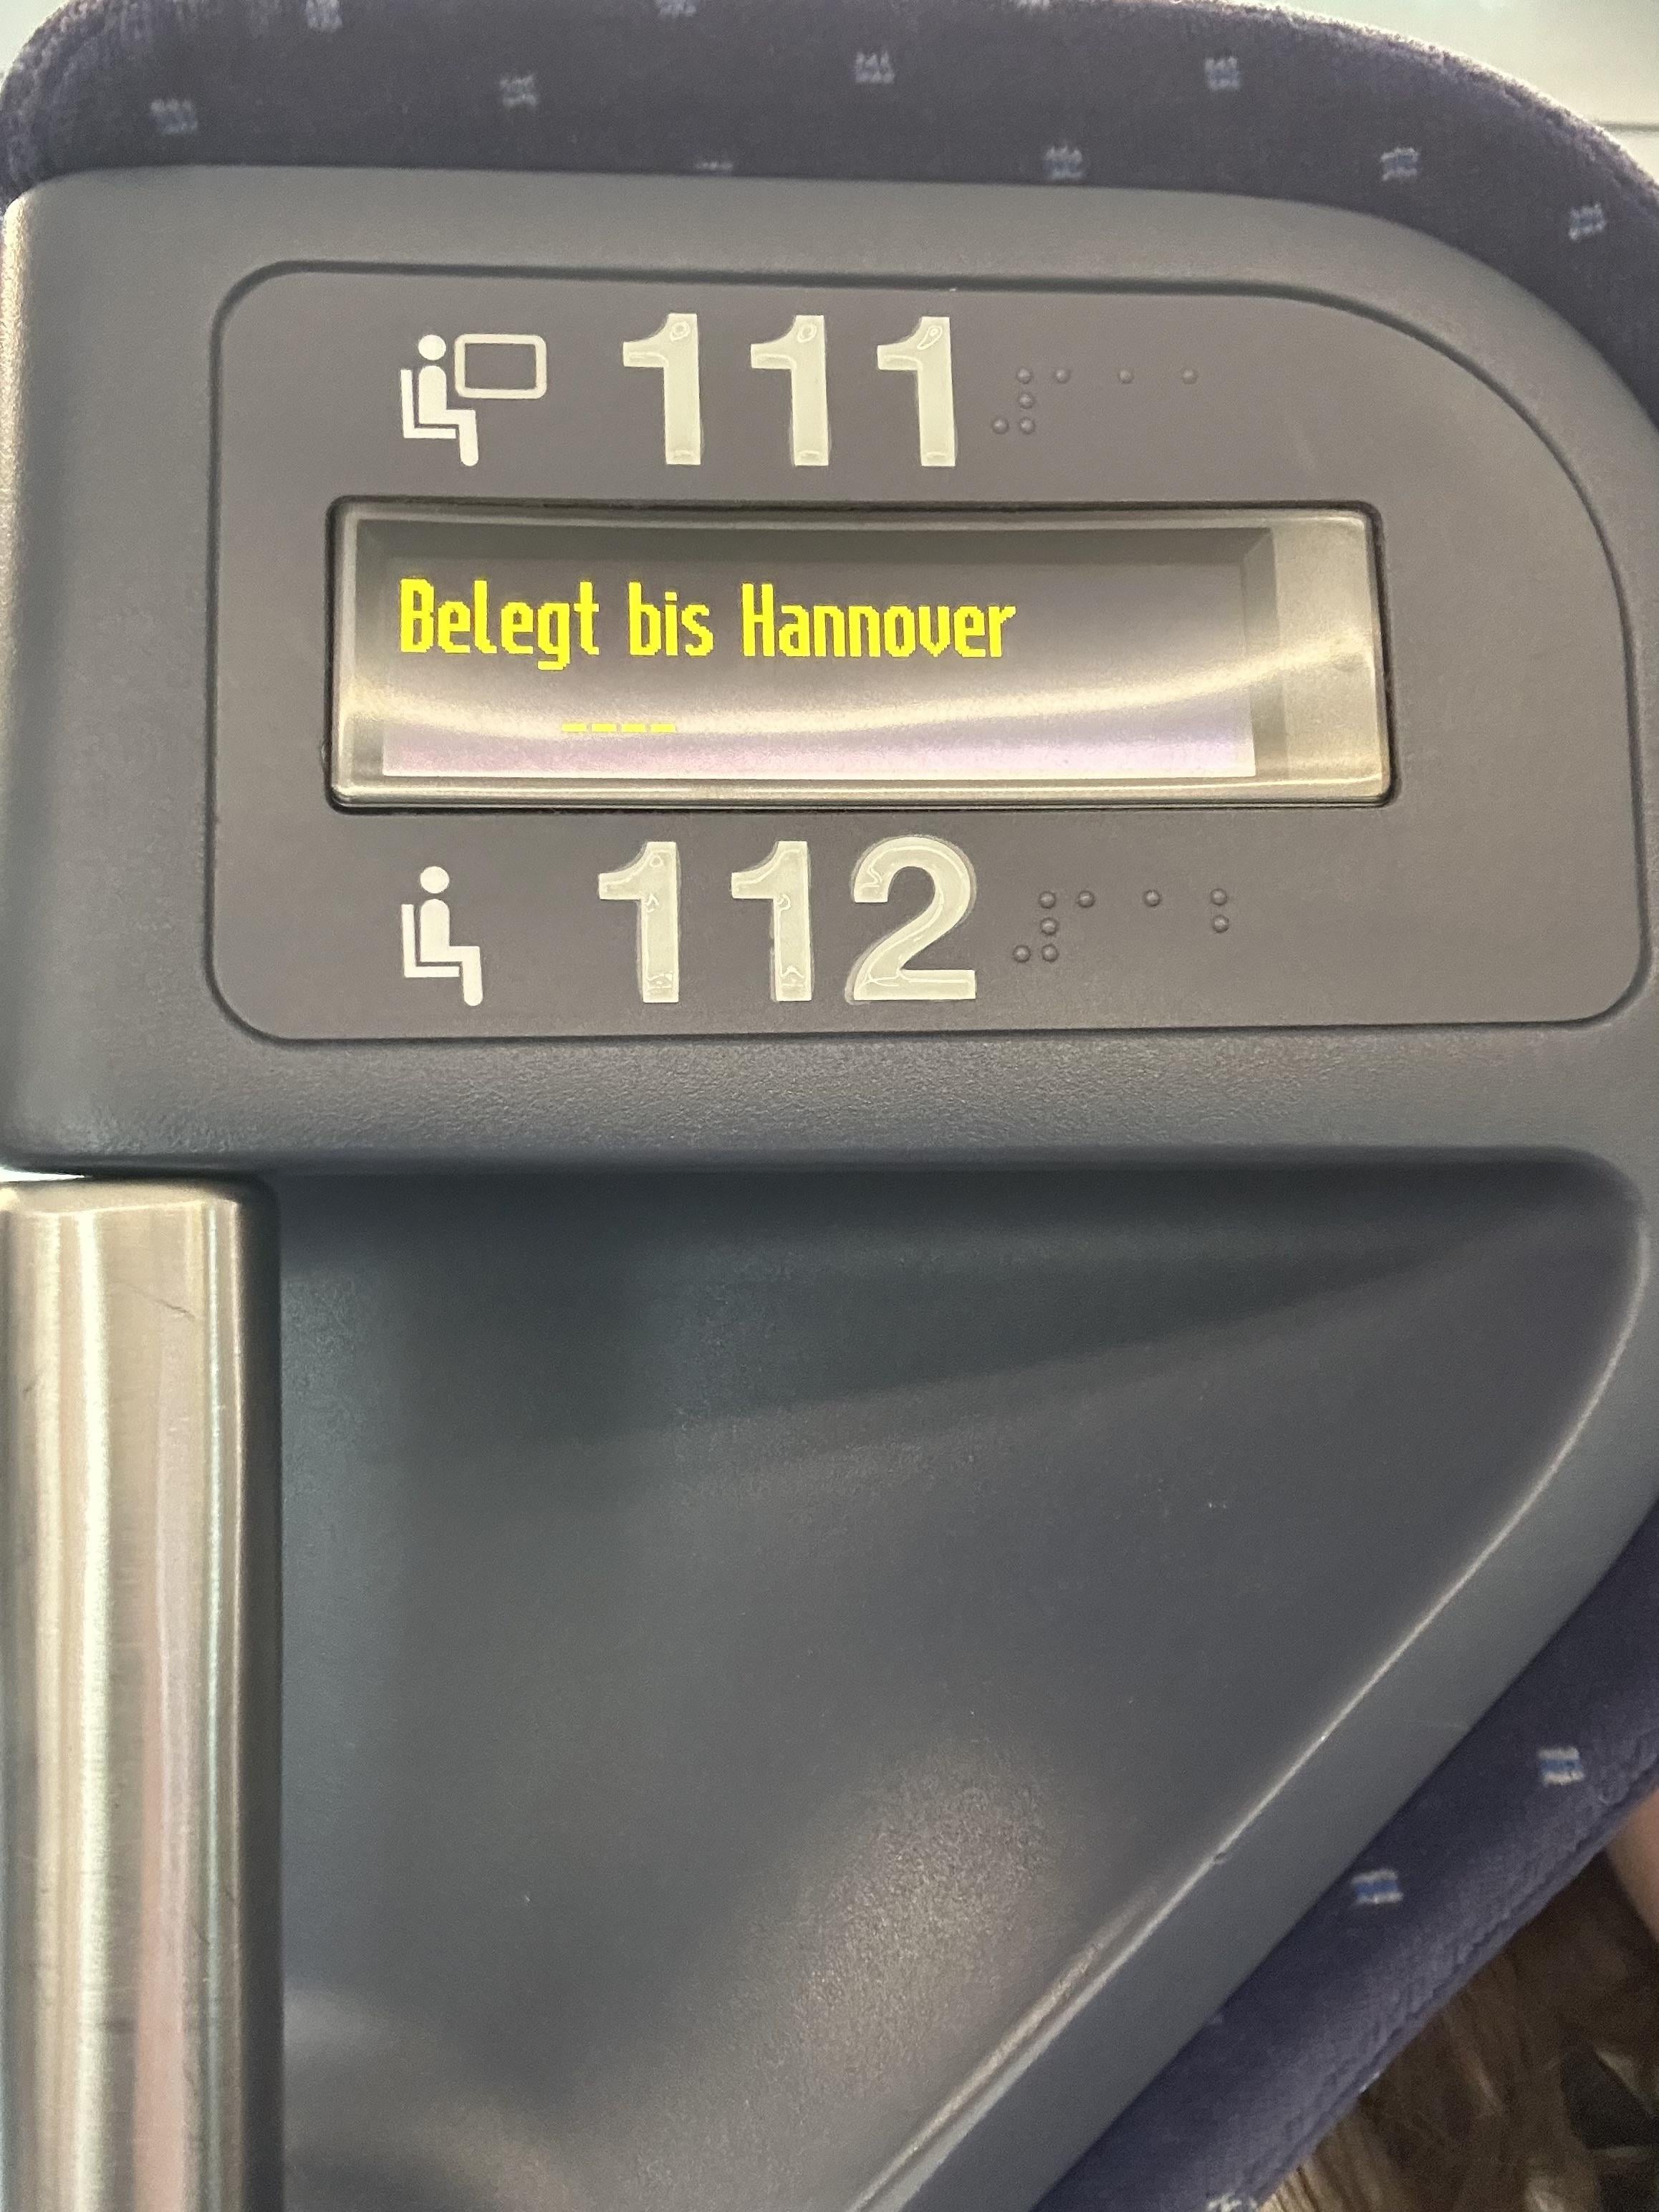 111
Belegt bis Hannover
----
112